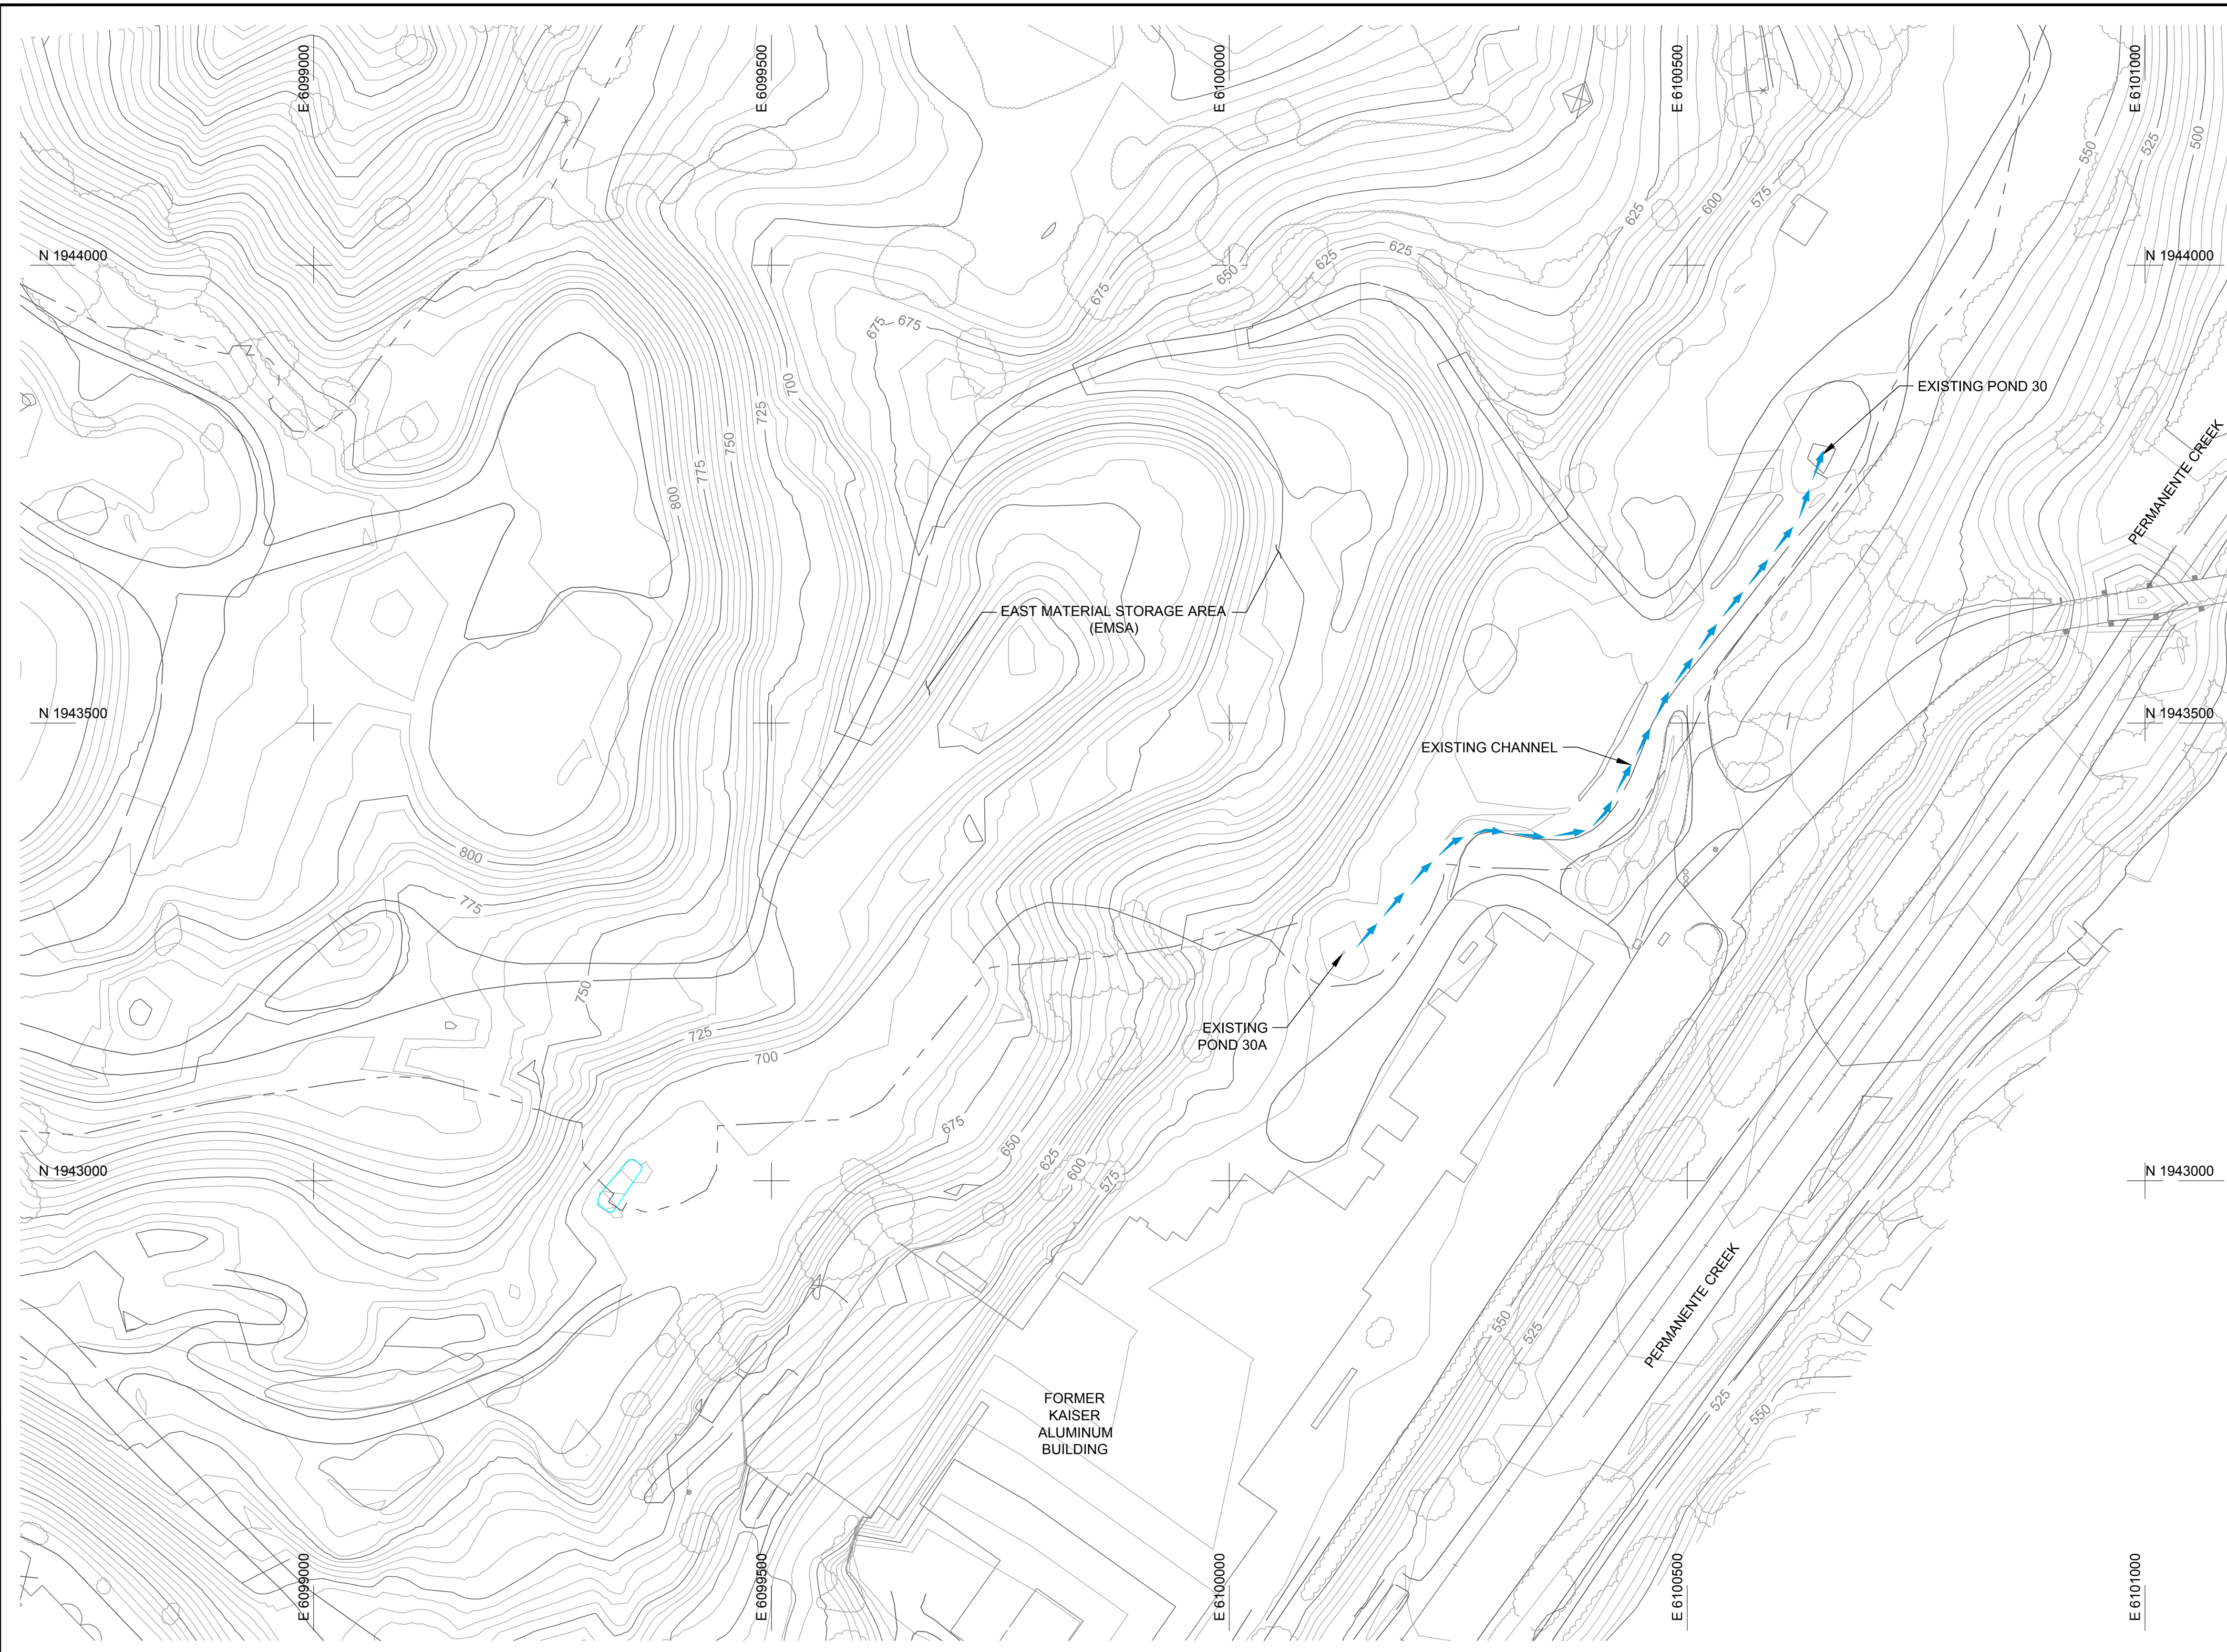 E 6099000
E 6099500
E 6100000
E 6100500
E 6101000
550
525
500
625
600
575
N 1944000
N 1944000
650
625
625
675
675
675
700
725
750
775
800
EXISTING POND 30
PERMANENTE CREEK
EAST MATERIAL STORAGE AREA
(EMSA)
N 1943500
N 1943500
EXISTING CHANNEL
800
775
750
725
700
EXISTING
POND 30A
675
650
625
600
575
N 1943000
N 1943000
550
525
PERMANENTE CREEK
525
550
FORMER
KAISER
ALUMINUM
BUILDING
E 6099000
E 6099500
E 6100000
E 6100500
E 6101000